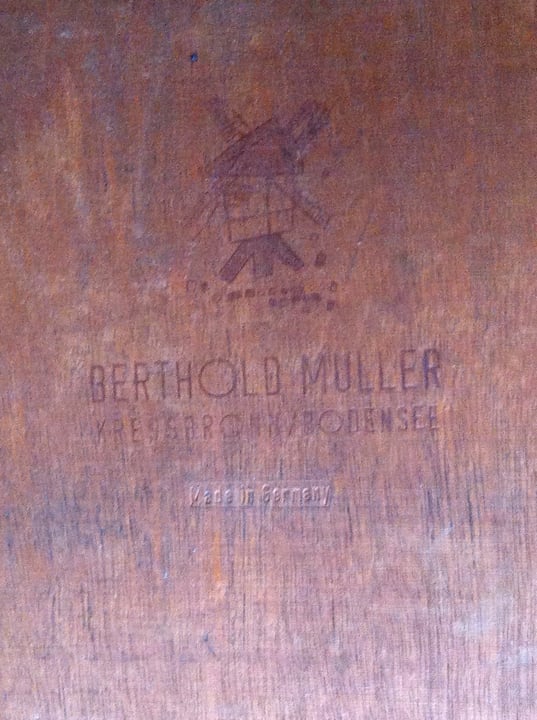 BERTHOLD MULLER
KRESSBRONN/BODENSEE
Made in Germany